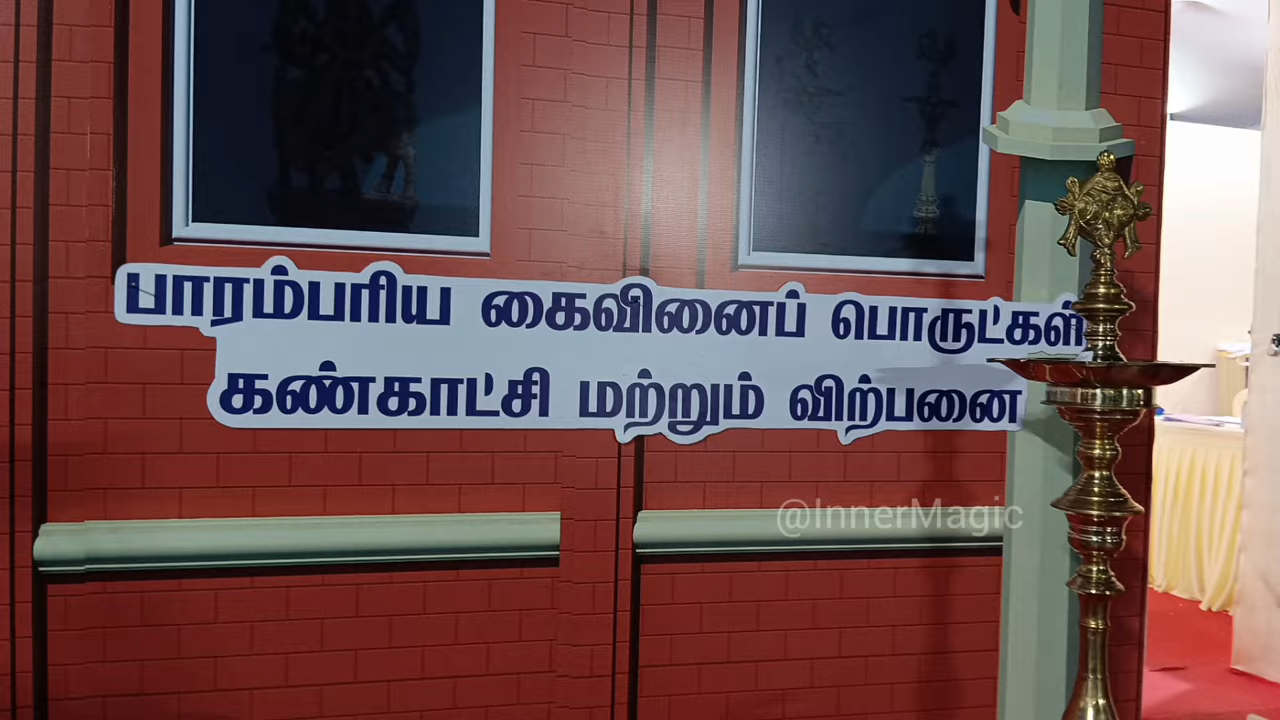 பாரம்பரிய கைவினைப் பொருட்கள்
கண்காட்சி மற்றும் விற்பனை
@InnerMagic